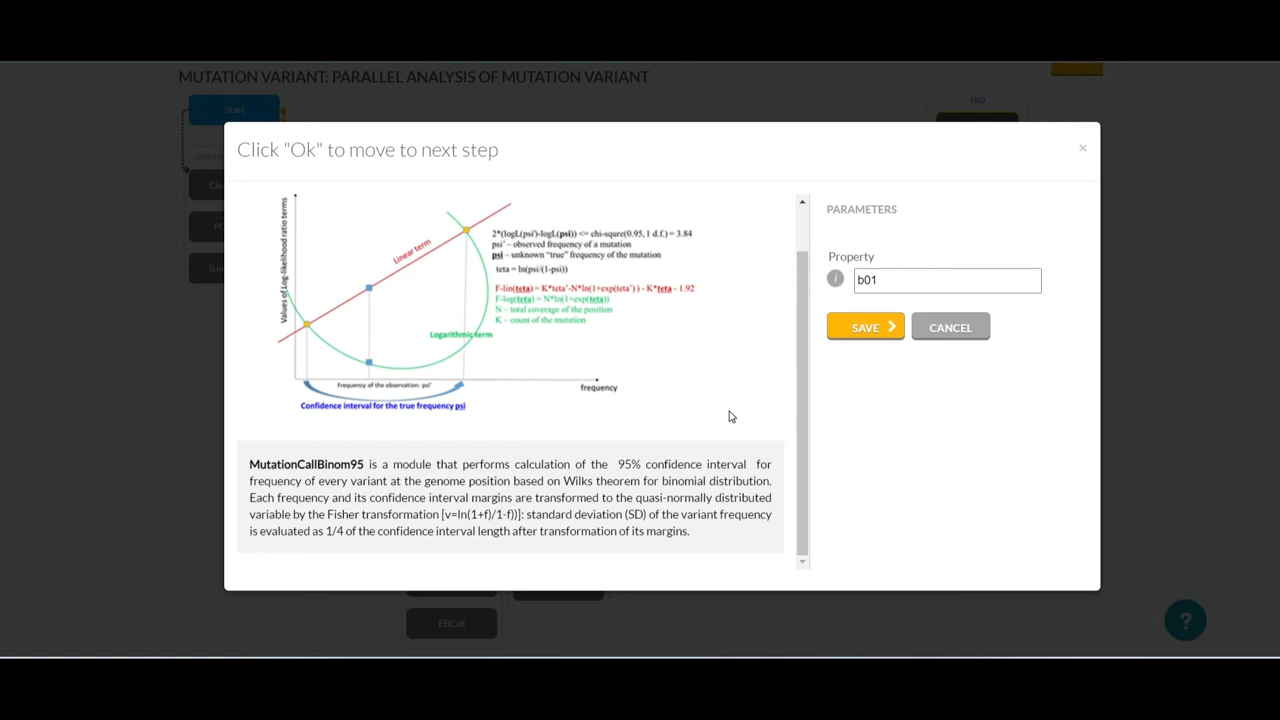 MUTATION VARIANT: PARALLEL ANALYSIS OF MUTATION VARIANT
Start
END
Click "Ok" to move to next step
×
Values of Log-likelihood ratio terms
Linear term
2*(logL(psi')-logL(psi)) <= chi-squre(0.95, 1 d.f.) = 3.84
psi' – observed frequency of a mutation
psi – unknown "true" frequency of the mutation
teta = ln(psi/(1-psi))
F-lin(teta) = K*teta'-N*ln(1+exp(teta')) - K*teta - 1.92
F-log(teta) = N*ln(1+exp(teta))
N – total coverage of the position
K – count of the mutation
Logarithmic term
Frequency of the observation: psi'
frequency
Confidence interval for the true frequency psi
MutationCallBinom95 is a module that performs calculation of the 95% confidence interval for
frequency of every variant at the genome position based on Wilks theorem for binomial distribution.
Each frequency and its confidence interval margins are transformed to the quasi-normally distributed
variable by the Fisher transformation [v=ln(1+f)/1-f))]: standard deviation (SD) of the variant frequency
is evaluated as 1/4 of the confidence interval length after transformation of its margins.
PARAMETERS
Property
i
b01
SAVE
CANCEL
EBCall
?